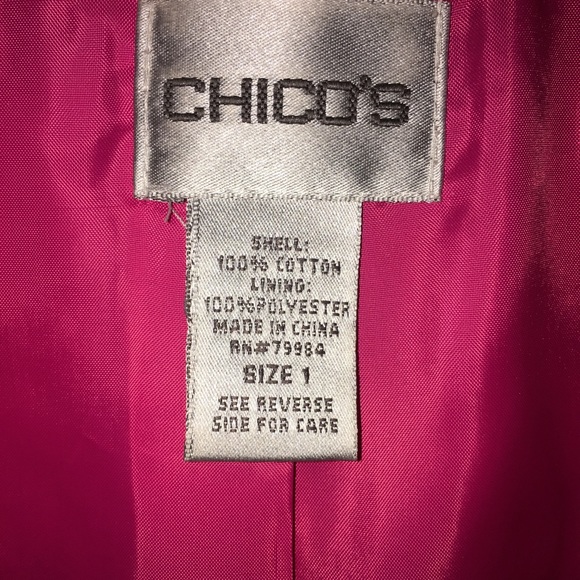 CHICO'S
SHELL:
100% COTTON
LINING:
100%POLYESTER
MADE IN CHINA
RN#79984
SIZE 1
SEE REVERSE
SIDE FOR CARE